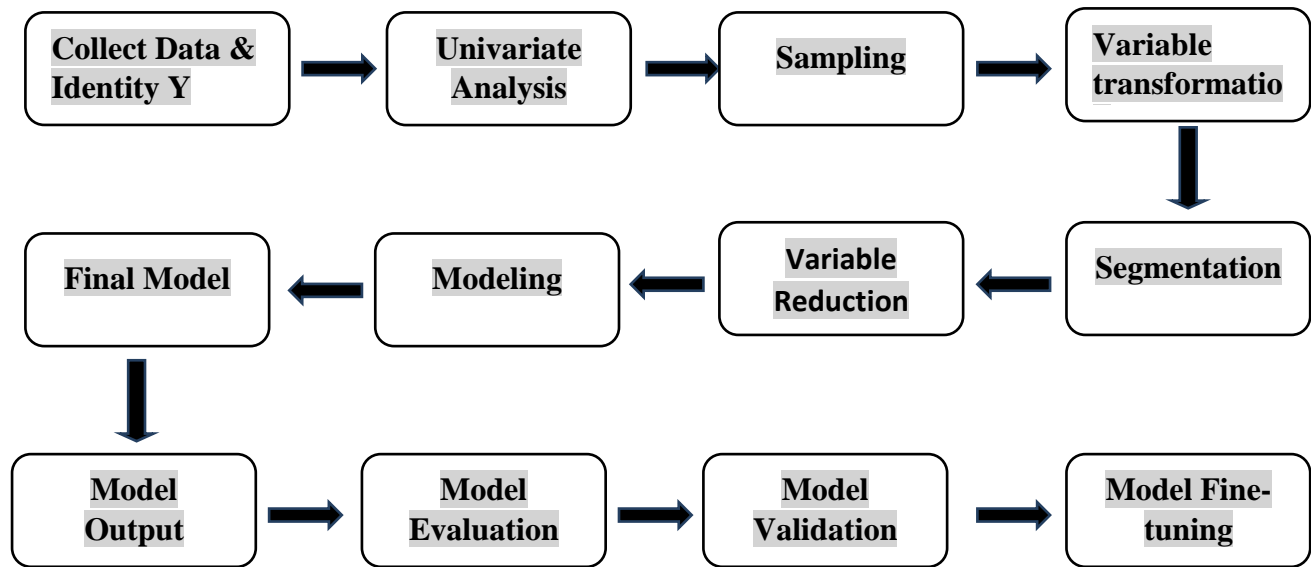 Collect Data &
Identity Y
Univariate
Analysis
Sampling
Variable
transformatio
Segmentation
Variable
Reduction
Modeling
Final Model
Model
Output
Model
Evaluation
Model
Validation
Model Fine-
tuning